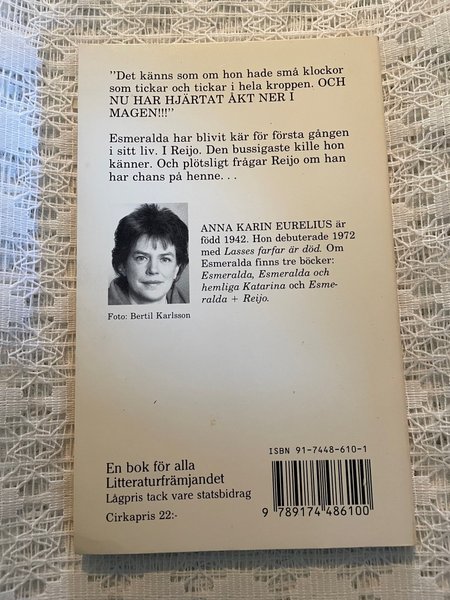 "Det känns som om hon hade små klockor
som tickar och tickar i hela kroppen. OCH
NU HAR HJÄRTAT ÅKT NER I
MAGEN!!!"
Esmeralda har blivit kär för första gången
i sitt liv. I Reijo. Den bussigaste kille hon
känner. Och plötsligt frågar Reijo om han
har chans på henne. . .
ANNA KARIN EURELIUS är
född 1942. Hon debuterade 1972
med Lasses farfar är död. Om
Esmeralda finns tre böcker:
Esmeralda, Esmeralda och
hemliga Katarina och Esme-
ralda + Reijo.
Foto: Bertil Karlsson
En bok för alla
Litteraturfrämjandet
Lågpris tack vare statsbidrag
Cirkapris 22:-
ISBN 91-7448-610-1
9 789174 486100